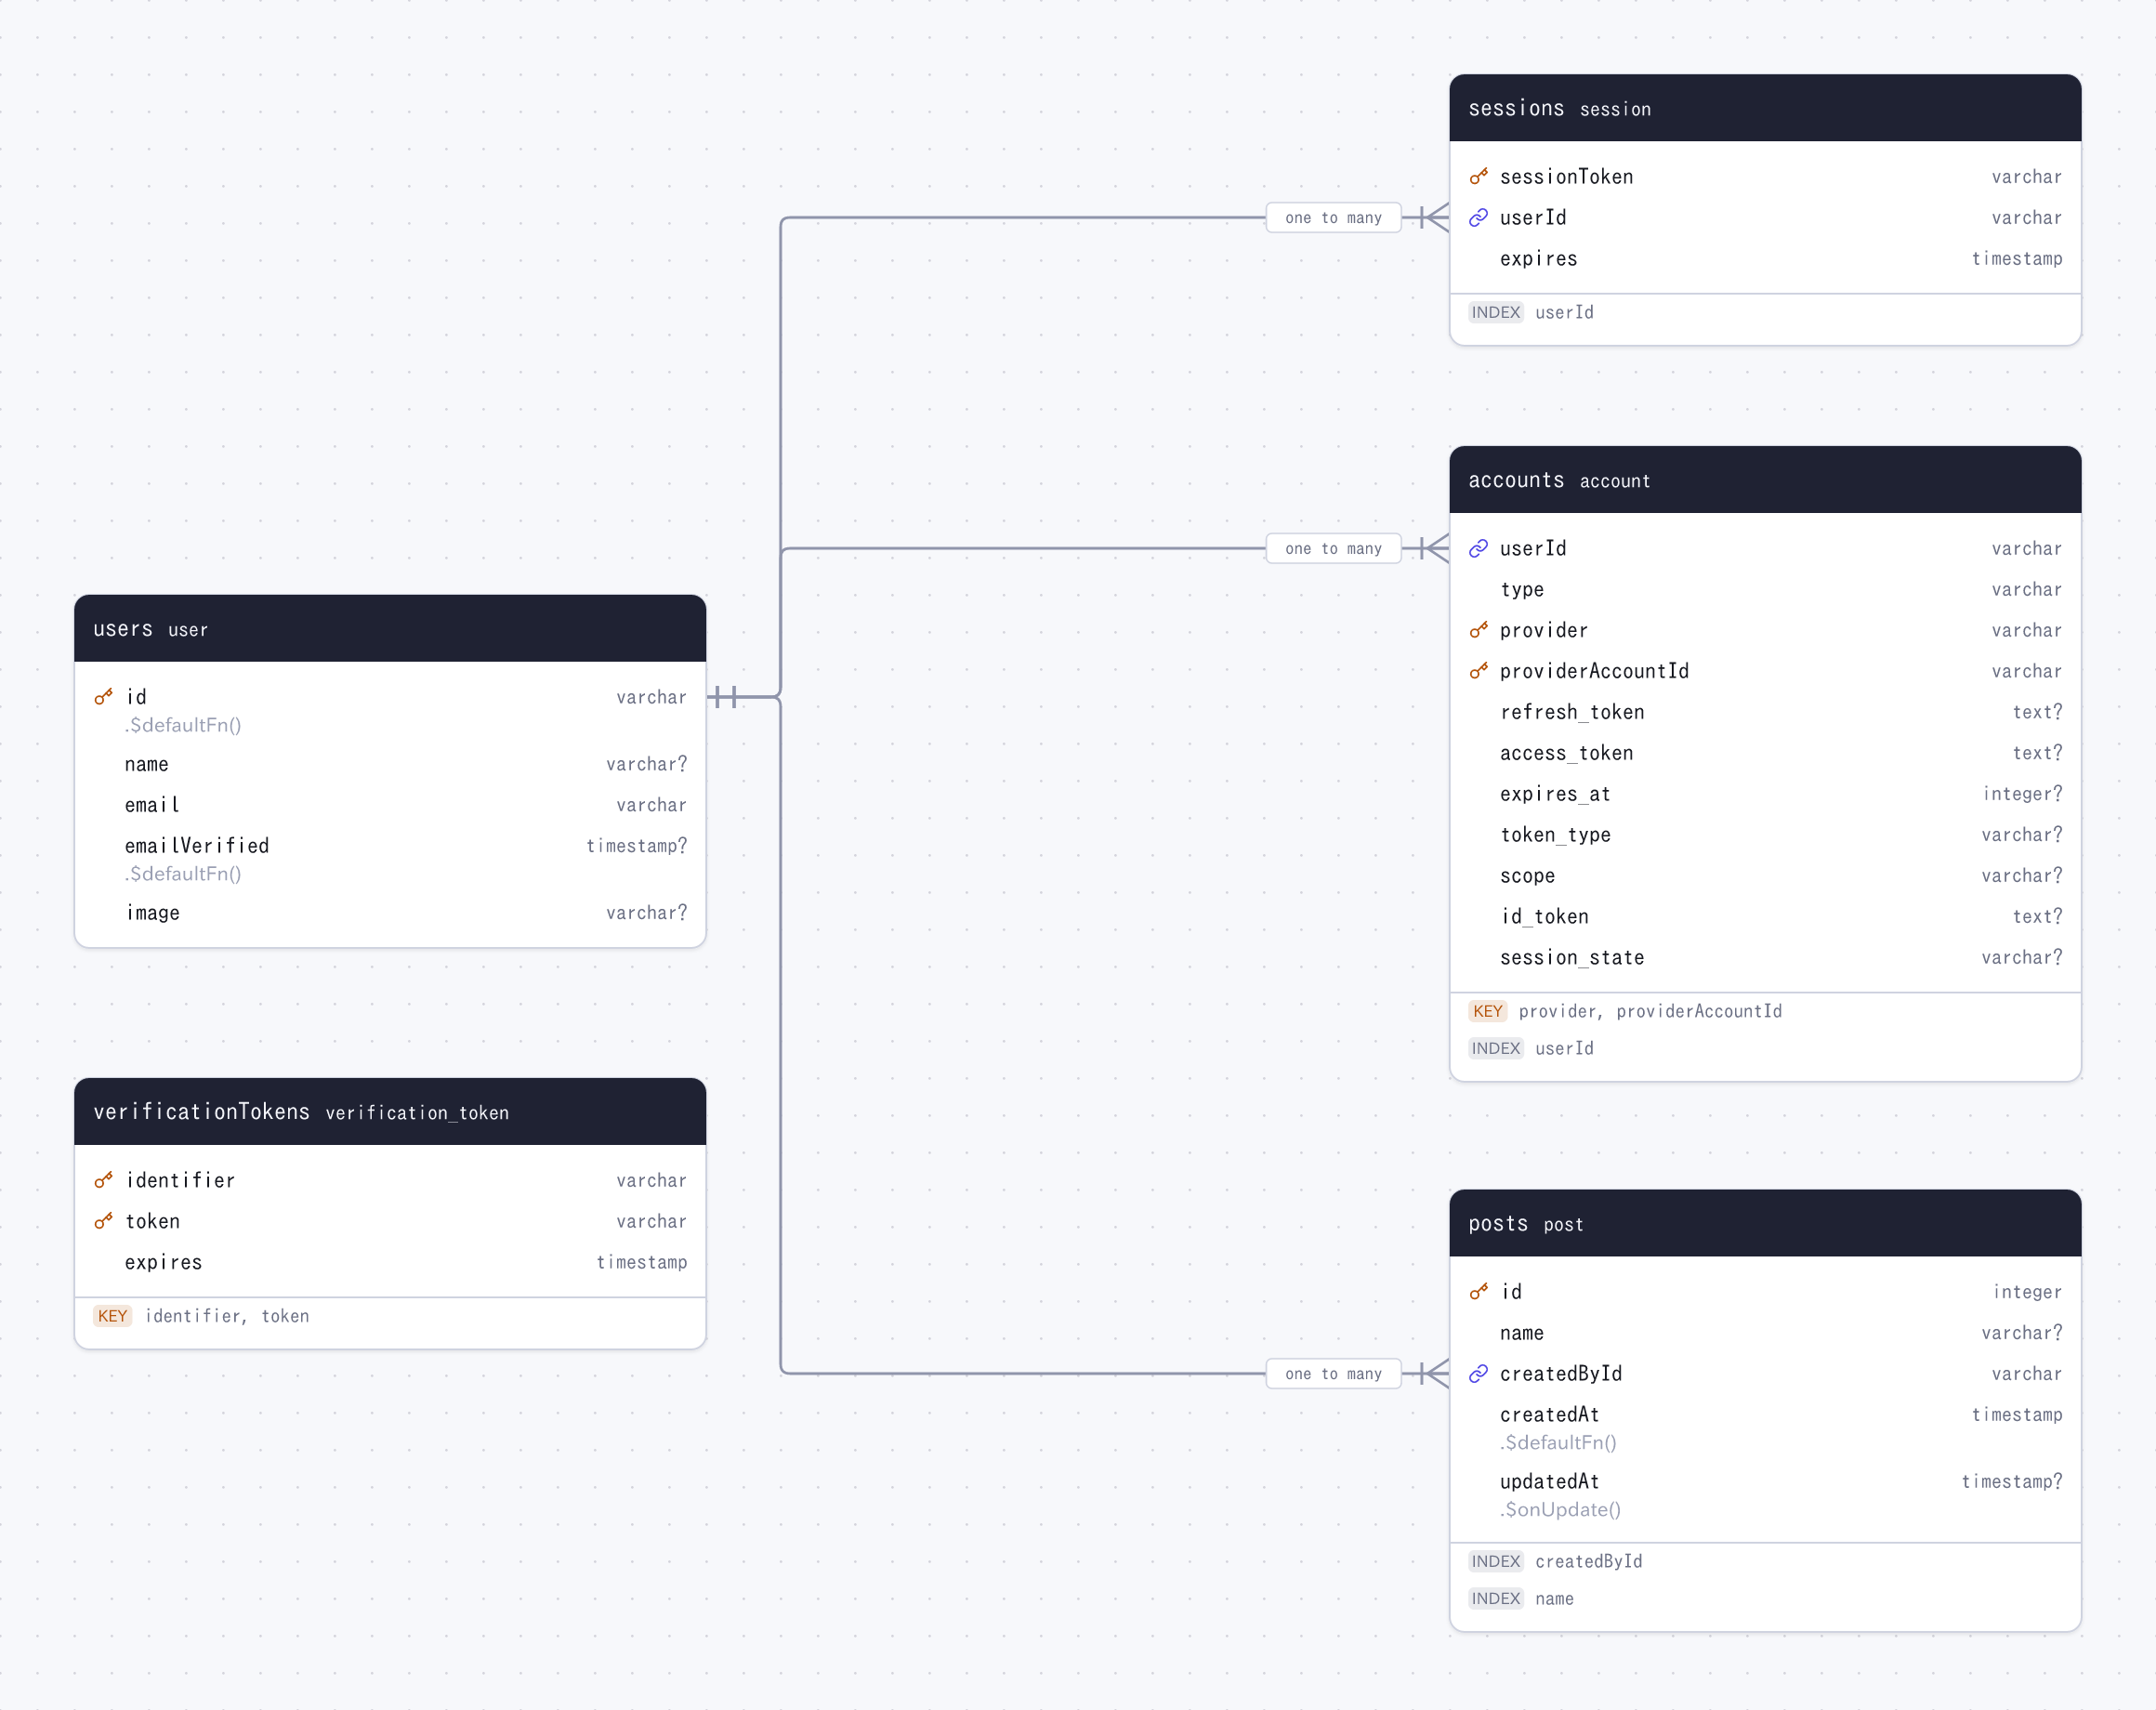 sessions session
sessionToken varchar
userId varchar
expires timestamp
INDEX userId
one to many
accounts account
userId varchar
type varchar
provider varchar
providerAccountId varchar
refresh_token text?
access_token text?
expires_at integer?
token_type varchar?
scope varchar?
id_token text?
session_state varchar?
KEY provider, providerAccountId
INDEX userId
one to many
users user
id varchar
.$defaultFn()
name varchar?
email varchar
emailVerified timestamp?
.$defaultFn()
image varchar?
verificationTokens verification_token
identifier varchar
token varchar
expires timestamp
KEY identifier, token
one to many
posts post
id integer
name varchar?
createdById varchar
createdAt timestamp
.$defaultFn()
updatedAt timestamp?
.$onUpdate()
INDEX createdById
INDEX name